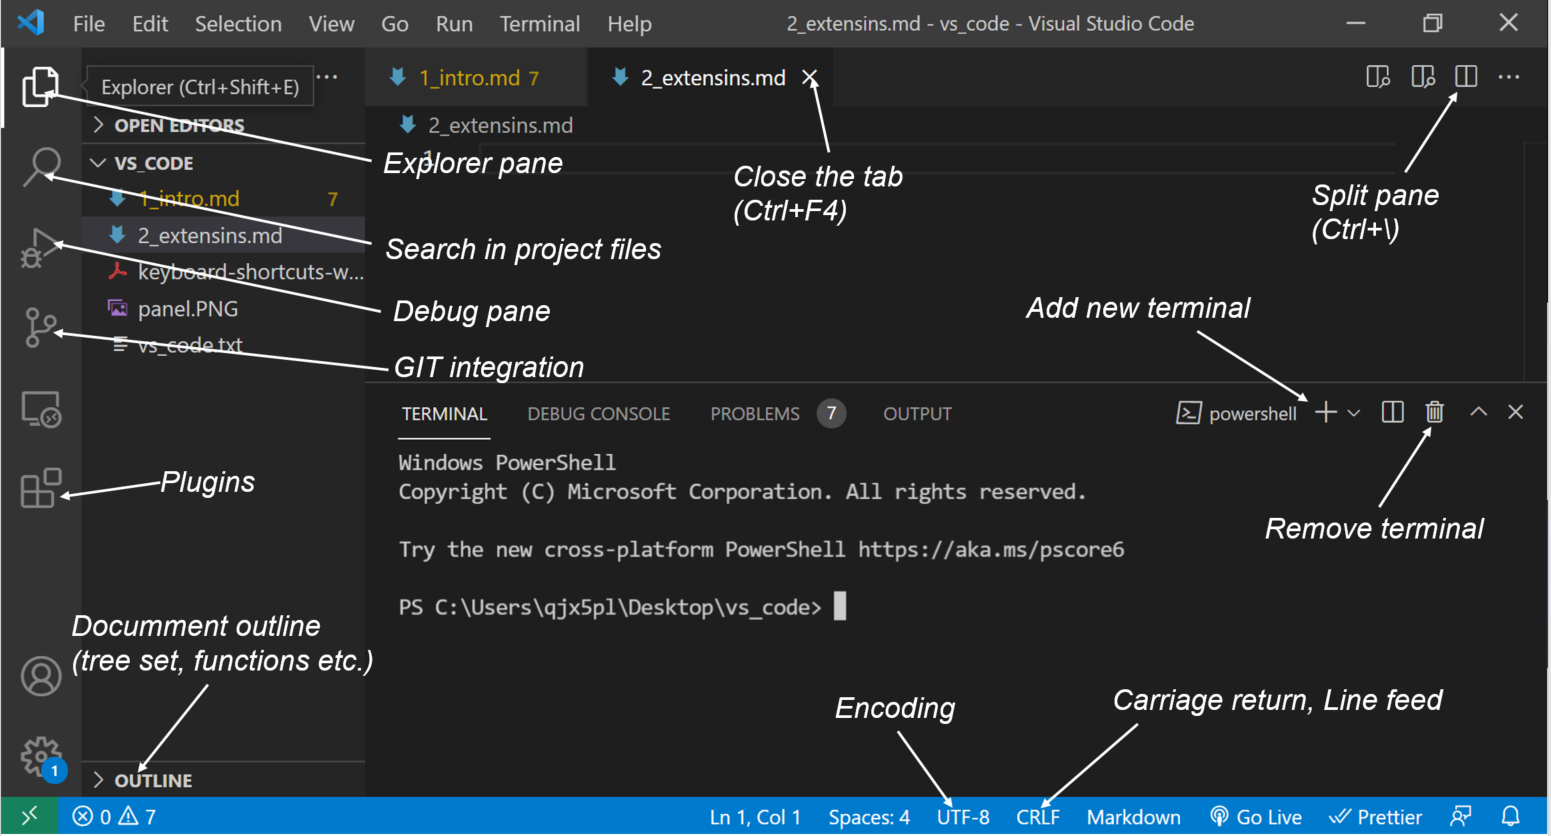 File Edit Selection View Go Run Terminal Help
2_extensins.md - vs_code - Visual Studio Code
Explorer (Ctrl+Shift+E)
1_intro.md 7
2_extensins.md
OPEN EDITORS
2_extensins.md
VS_CODE
1_intro.md 7
2_extensins.md
keyboard-shortcuts-w...
panel.PNG
vs_code.txt
1
Explorer pane
Close the tab
(Ctrl+F4)
Split pane
(Ctrl+\)
Search in project files
Debug pane
Add new terminal
GIT integration
TERMINAL DEBUG CONSOLE PROBLEMS 7 OUTPUT
powershell
Windows PowerShell
Copyright (C) Microsoft Corporation. All rights reserved.
Try the new cross-platform PowerShell https://aka.ms/pscore6
PS C:\Users\qjx5pl\Desktop\vs_code>
Plugins
Remove terminal
Documment outline
(tree set, functions etc.)
Encoding
Carriage return, Line feed
1
OUTLINE
0 7
Ln 1, Col 1 Spaces: 4 UTF-8 CRLF Markdown Go Live Prettier